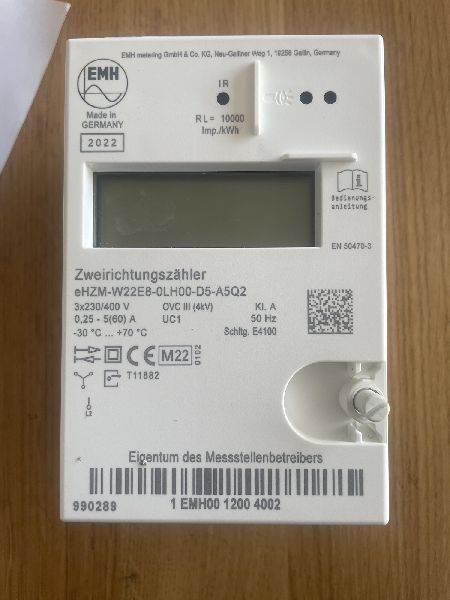 EMH metering GmbH & Co. KG, Neu-Galliner Weg 1, 19258 Gallin, Germany
EMH
Made in
GERMANY
2022
IR
RL= 10000
Imp./kWh
Bedienungs-
anleitung
EN 50470-3
Zweirichtungszähler
eHZM-W22E8-0LH00-D5-A5Q2
3x230/400 V OVC III (4kV) Kl. A
0,25 - 5(60) A UC1 50 Hz
-30 °C ... +70 °C Schltg. E4100
CE M22 0102
T11882
L2
Eigentum des Messstellenbetreibers
990289 1 EMH00 1200 4002